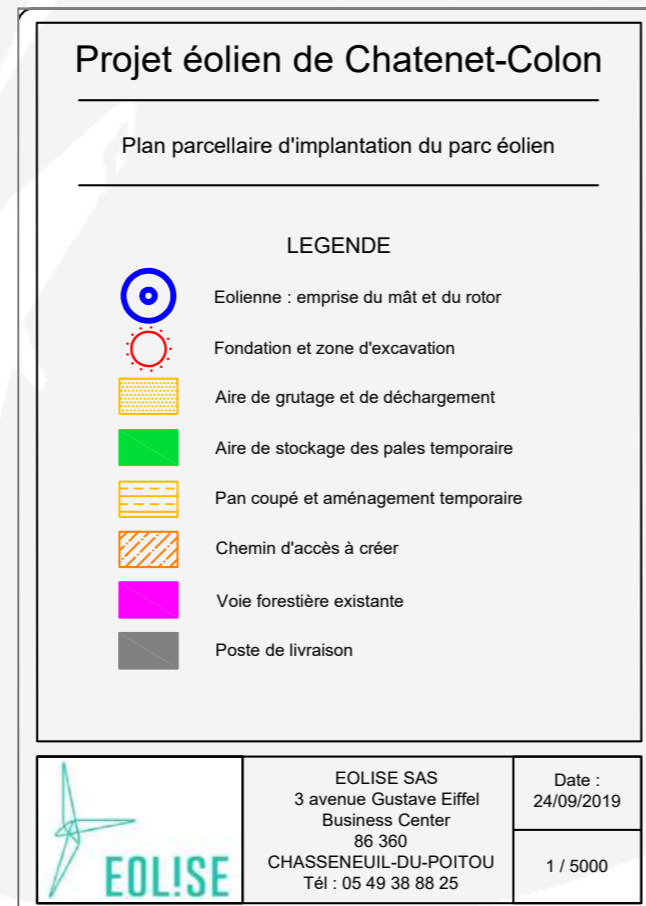 Projet éolien de Chatenet-Colon
Plan parcellaire d'implantation du parc éolien
LEGENDE
Eolienne : emprise du mât et du rotor
Fondation et zone d'excavation
Aire de grutage et de déchargement
Aire de stockage des pales temporaire
Pan coupé et aménagement temporaire
Chemin d'accès à créer
Voie forestière existante
Poste de livraison
EOL!SE
EOLISE SAS
3 avenue Gustave Eiffel
Business Center
86 360
CHASSENEUIL-DU-POITOU
Tél : 05 49 38 88 25
Date :
24/09/2019
1 / 5000